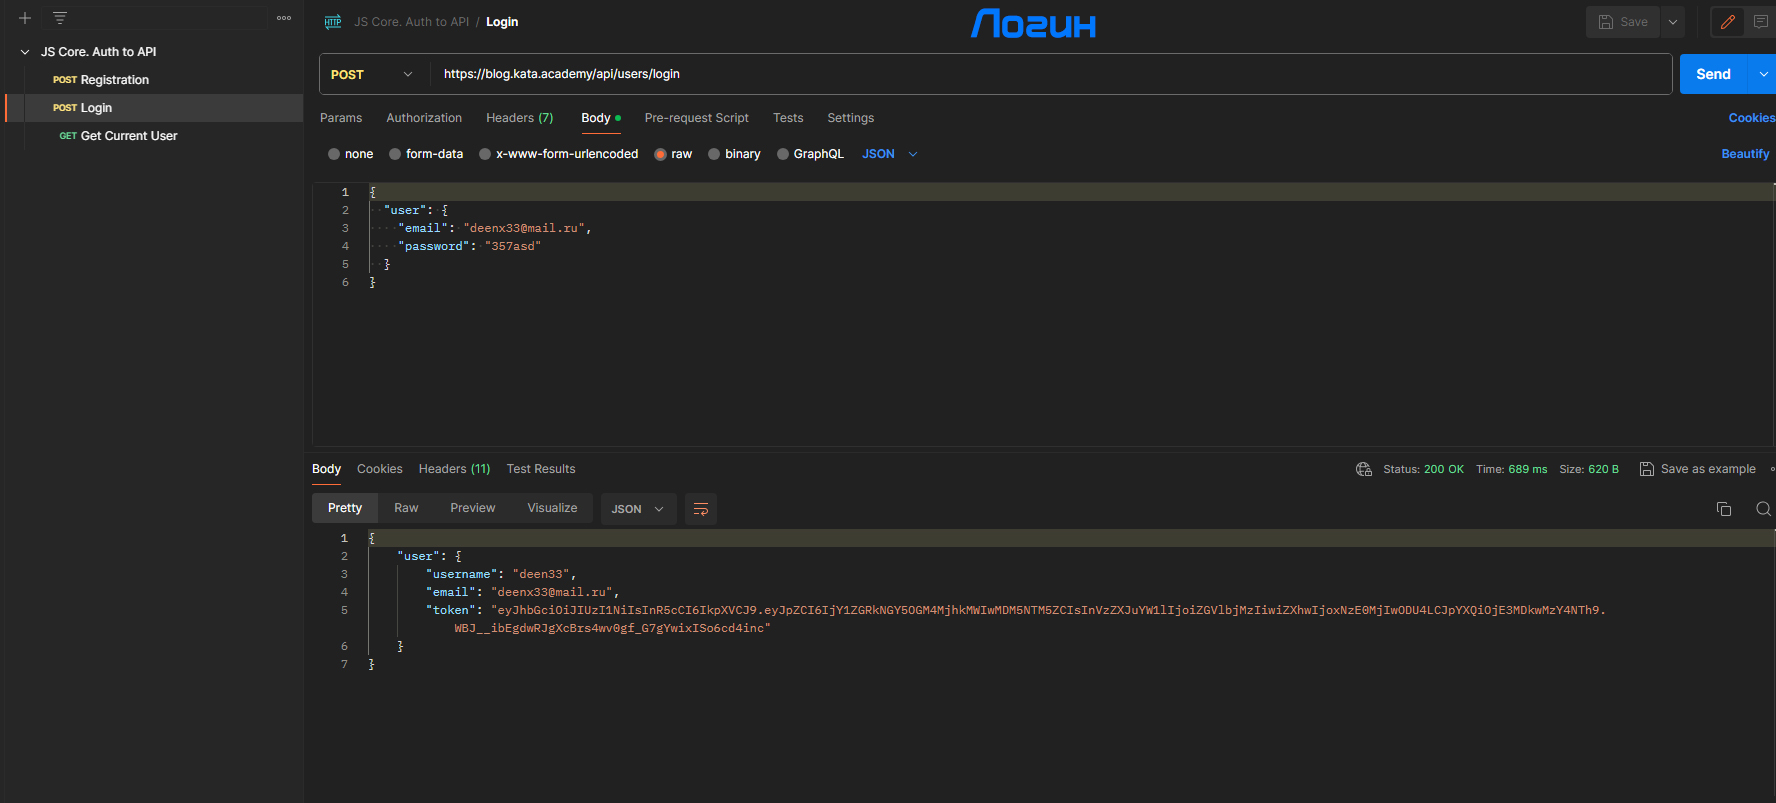 JS Core. Auth to API / Login
Логин
Save
JS Core. Auth to API
POST Registration
POST Login
GET Get Current User
POST
https://blog.kata.academy/api/users/login
Send
Params Authorization Headers (7) Body Pre-request Script Tests Settings Cookies
none form-data x-www-form-urlencoded raw binary GraphQL JSON Beautify
1 {
2 "user": {
3 "email": "deenx33@mail.ru",
4 "password": "357asd"
5 }
6 }
Body Cookies Headers (11) Test Results Status: 200 OK Time: 689 ms Size: 620 B Save as example
Pretty Raw Preview Visualize JSON
1 {
2 "user": {
3 "username": "deen33",
4 "email": "deenx33@mail.ru",
5 "token": "eyJhbGciOiJIUzI1NiIsInR5cCI6IkpXVCJ9.eyJpZCI6IjY1ZGRkNGY5OGM4MjhkMWIwMDM5NTM5ZCIsInVzZXJuYW1lIjoiZGVlbjMzIiwiZXhwIjoxNzE0MjIwODU4LCJpYXQiOjE3MDkwMzY4NTh9.
WBJ__ibEgdwRJgXcBrs4wv0gf_G7gYwixISo6cd4inc"
6 }
7 }